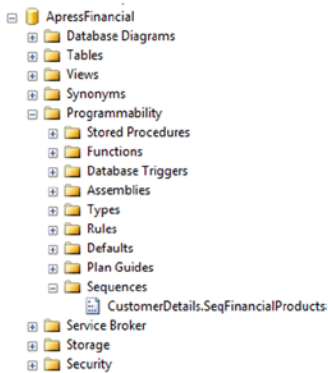 ApressFinancial
Database Diagrams
Tables
Views
Synonyms
Programmability
Stored Procedures
Functions
Database Triggers
Assemblies
Types
Rules
Defaults
Plan Guides
Sequences
CustomerDetails.SeqFinancialProducts
Service Broker
Storage
Security